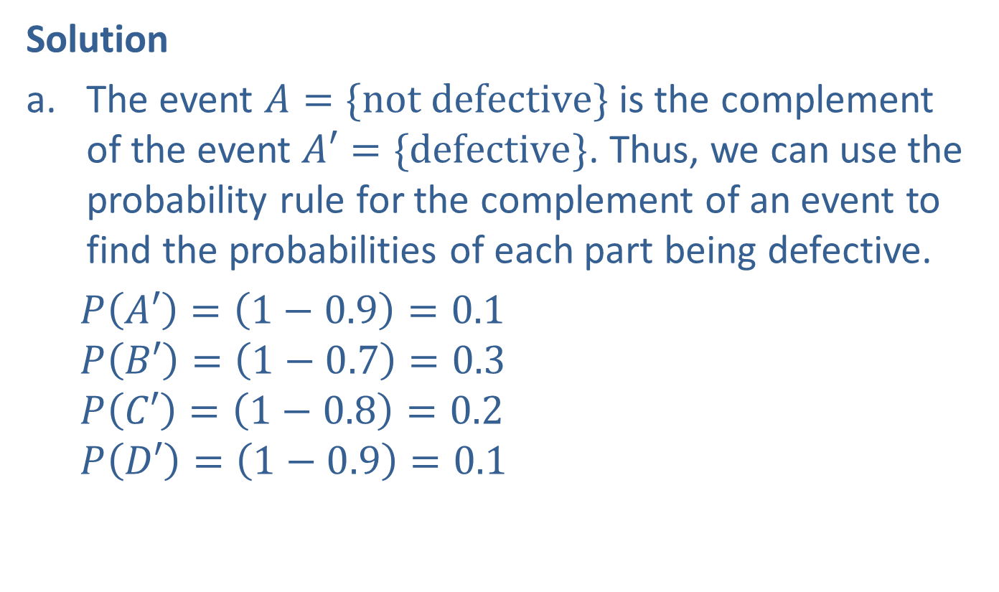 Solution
a. The event A = {not defective} is the complement
of the event A′ = {defective}. Thus, we can use the
probability rule for the complement of an event to
find the probabilities of each part being defective.
P(A′) = (1 − 0.9) = 0.1
P(B′) = (1 − 0.7) = 0.3
P(C′) = (1 − 0.8) = 0.2
P(D′) = (1 − 0.9) = 0.1